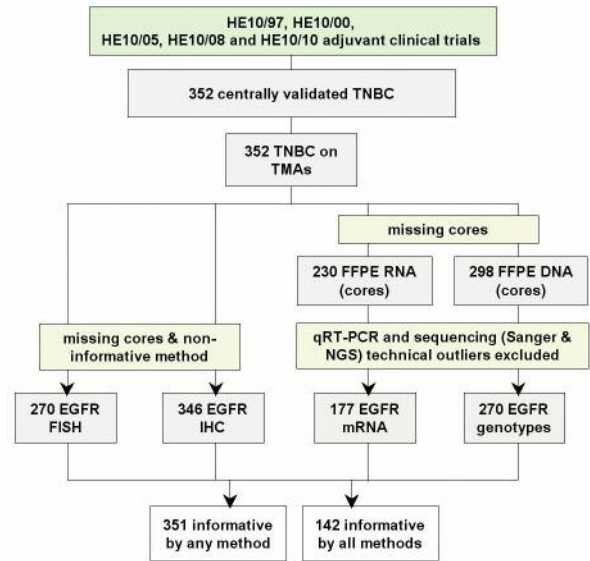 HE10/97, HE10/00,
HE10/05, HE10/08 and HE10/10 adjuvant clinical trials
352 centrally validated TNBC
352 TNBC on
TMAs
missing cores
230 FFPE RNA
(cores)
298 FFPE DNA
(cores)
missing cores & non-
informative method
qRT-PCR and sequencing (Sanger &
NGS) technical outliers excluded
270 EGFR
FISH
346 EGFR
IHC
177 EGFR
mRNA
270 EGFR
genotypes
351 informative
by any method
142 informative
by all methods